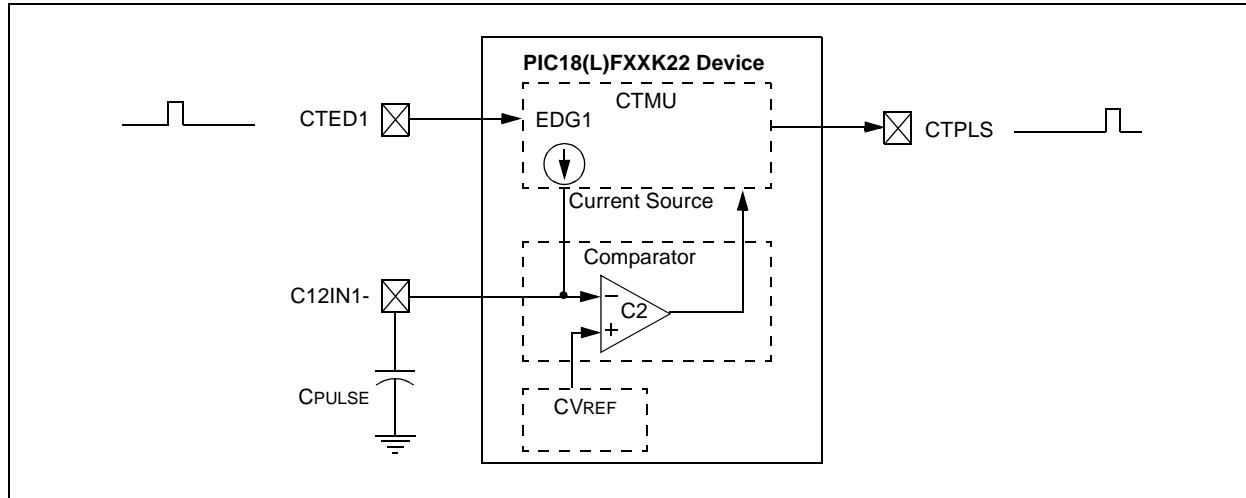 PIC18(L)FXXK22 Device
CTMU
CTED1
EDG1
CTPLS
Current Source
Comparator
C12IN1-
−
C2
+
CPULSE
CVREF